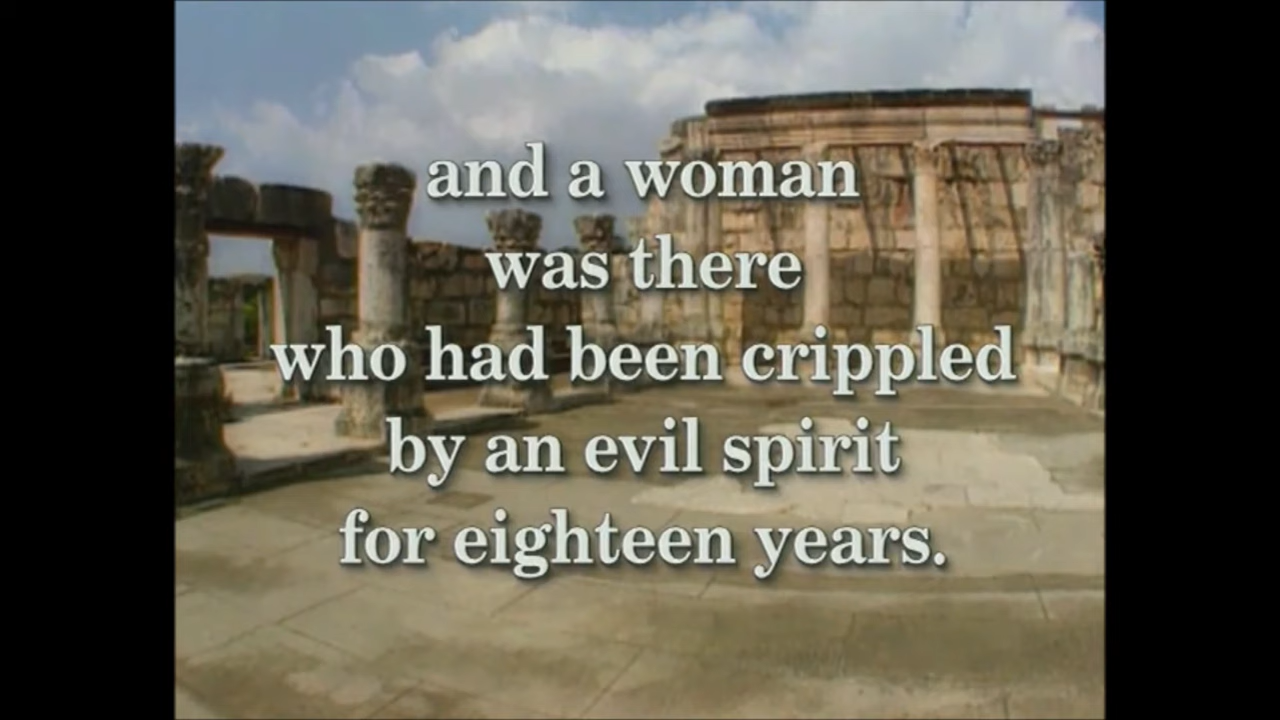 and a woman
was there
who had been crippled
by an evil spirit
for eighteen years.